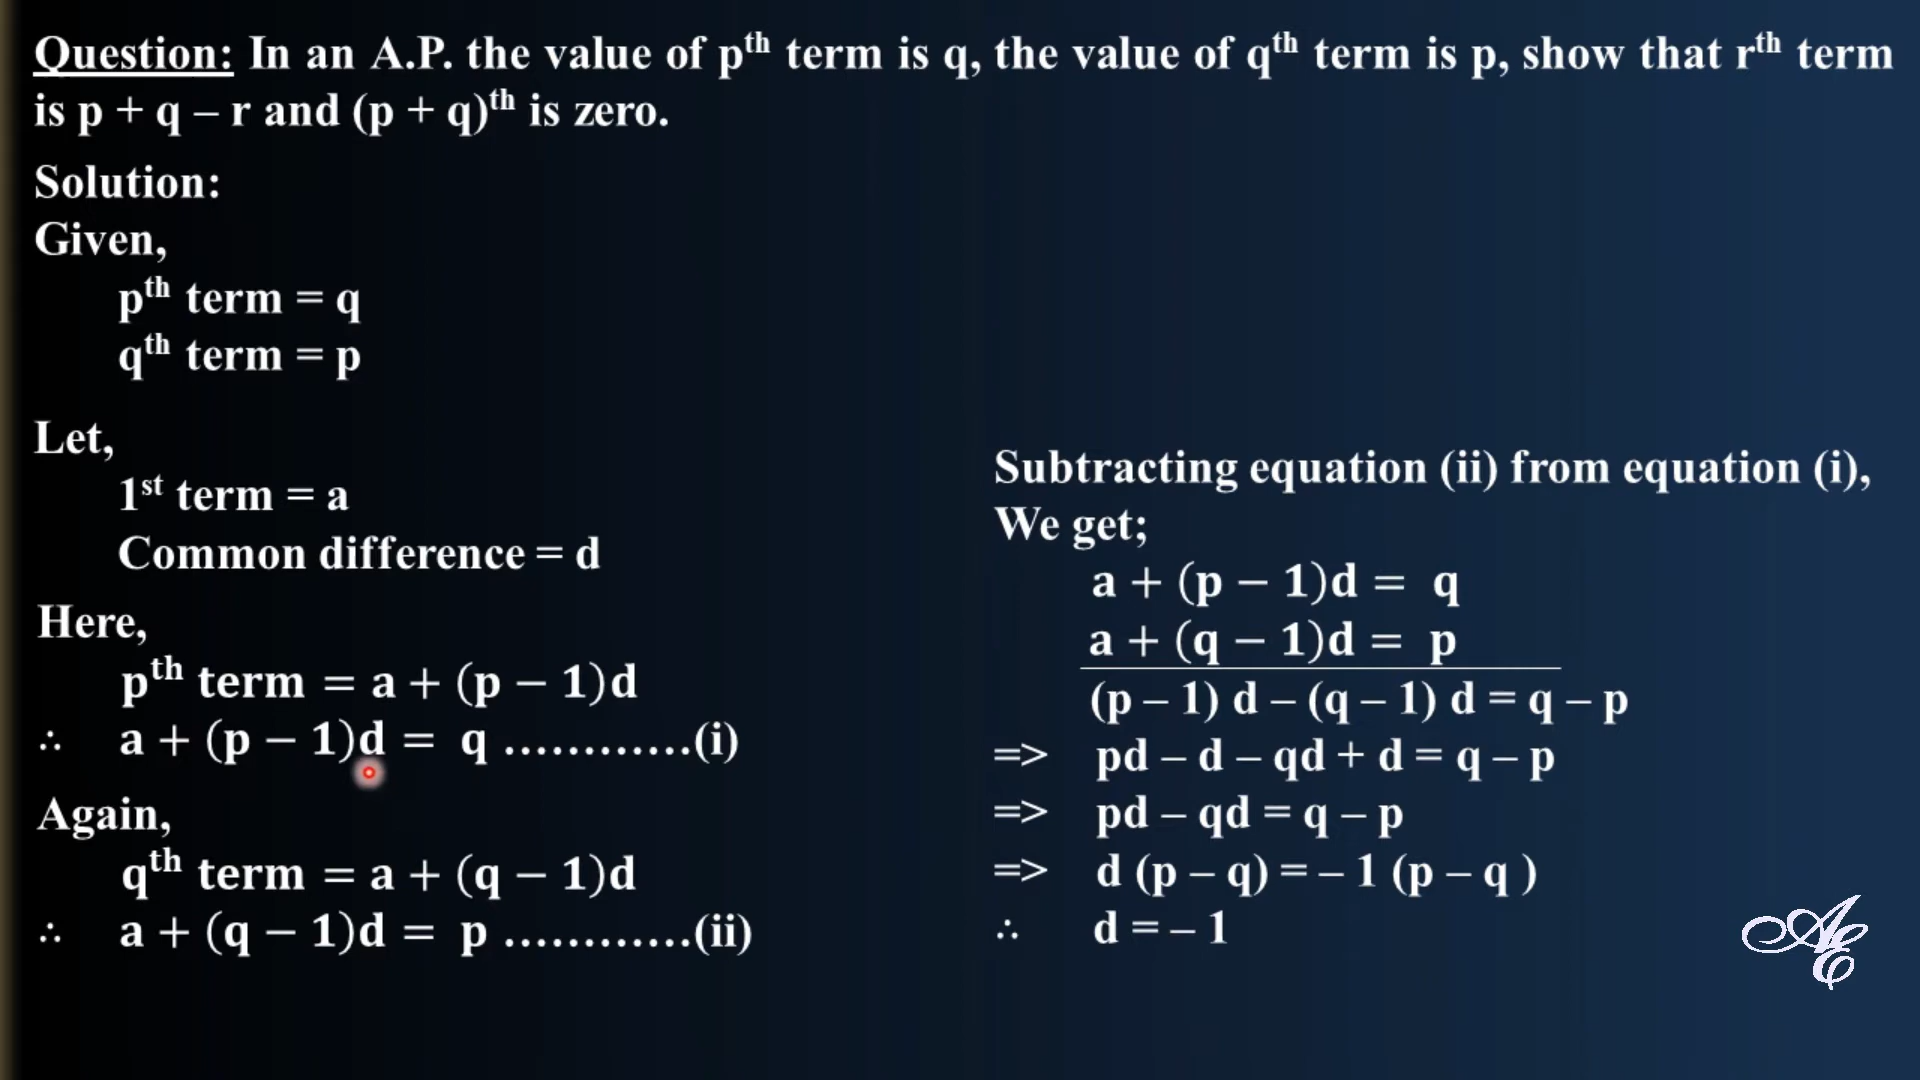 Question: In an A.P. the value of pᵗʰ term is q, the value of qᵗʰ term is p, show that rᵗʰ term
is p + q – r and (p + q)ᵗʰ is zero.
Solution:
Given,
pᵗʰ term = q
qᵗʰ term = p
Let,
1ˢᵗ term = a
Common difference = d
Here,
pᵗʰ term = a + (p − 1)d
∴ a + (p − 1)d = q …………(i)
Again,
qᵗʰ term = a + (q − 1)d
∴ a + (q − 1)d = p …………(ii)
Subtracting equation (ii) from equation (i),
We get;
a + (p − 1)d = q
a + (q − 1)d = p
(p – 1) d – (q – 1) d = q – p
=> pd – d – qd + d = q – p
=> pd – qd = q – p
=> d (p – q) = – 1 (p – q )
∴ d = – 1
AE